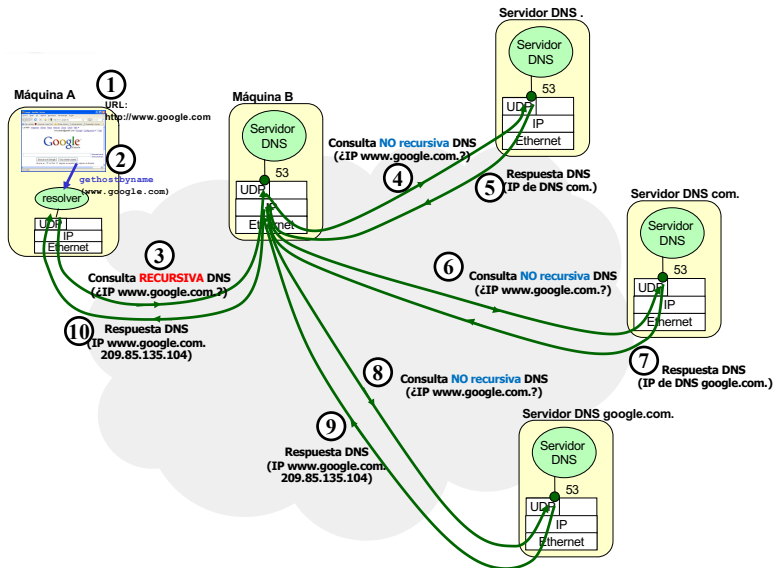 Servidor DNS .
Servidor
DNS
53
UDP
IP
Ethernet
1
URL:
http://www.google.com
Máquina A
Google
2
gethostbyname
(www.google.com)
resolver
UDP
IP
Ethernet
Máquina B
Servidor
DNS
53
UDP
IP
Ethernet
3
Consulta RECURSIVA DNS
(¿IP www.google.com.?)
Consulta NO recursiva DNS
(¿IP www.google.com.?)
4
5
Respuesta DNS
(IP de DNS com.)
Servidor DNS com.
Servidor
DNS
53
UDP
IP
Ethernet
6
Consulta NO recursiva DNS
(¿IP www.google.com.?)
7
Respuesta DNS
(IP de DNS google.com.)
8
Consulta NO recursiva DNS
(¿IP www.google.com.?)
9
Respuesta DNS
(IP www.google.com.
209.85.135.104)
10
Respuesta DNS
(IP www.google.com.
209.85.135.104)
Servidor DNS google.com.
Servidor
DNS
53
UDP
IP
Ethernet